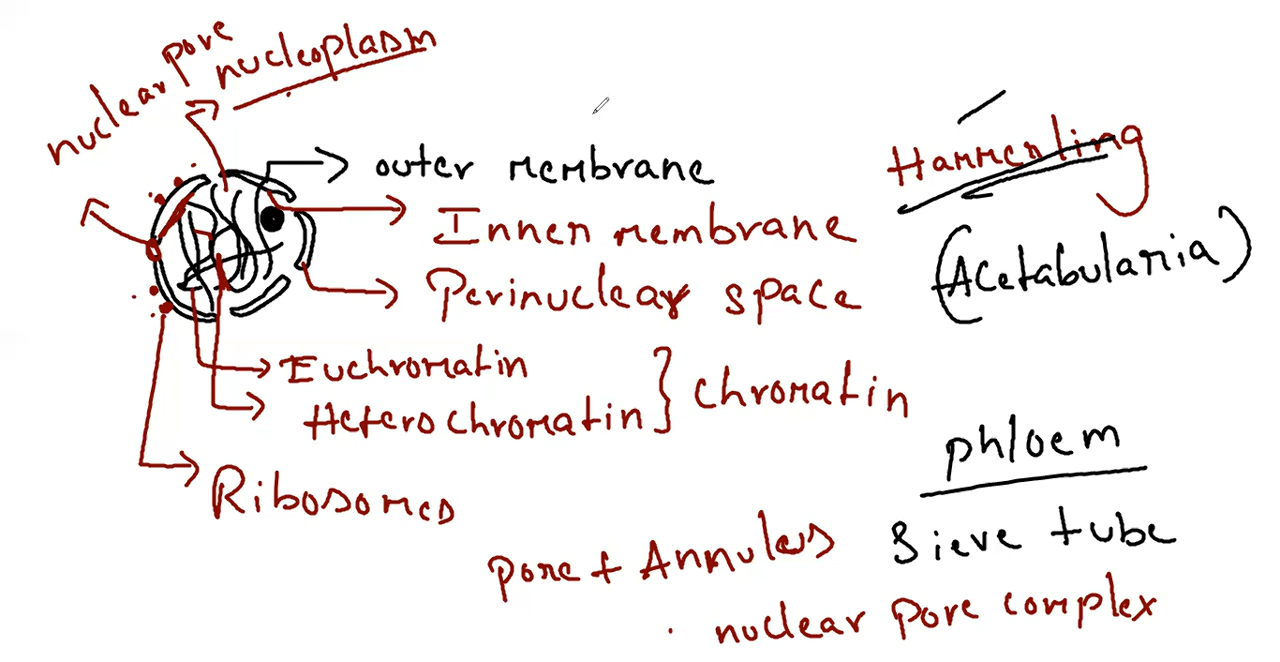 nuclear pore
nucleoplasm
outer membrane
Inner membrane
Perinuclear space
Euchromatin
Heterochromatin } chromatin
Ribosomes
Hammerling
(Acetabularia)
phloem
Sieve tube
pore + Annulus
nuclear pore complex